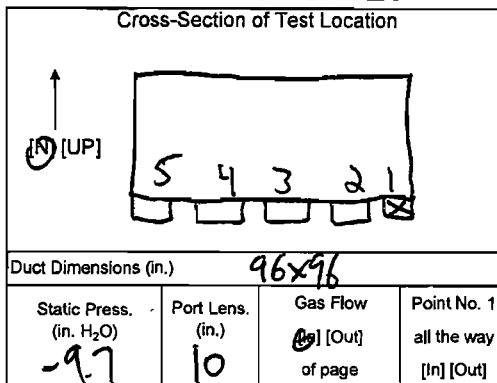 Cross-Section of Test Location
[N] [UP]
5 4 3 2 1
X
Duct Dimensions (in.) 96x96
Static Press. (in. H₂O) -9.7
Port Lens. (in.) 10
Gas Flow [In] [Out] of page
Point No. 1 all the way [In] [Out]